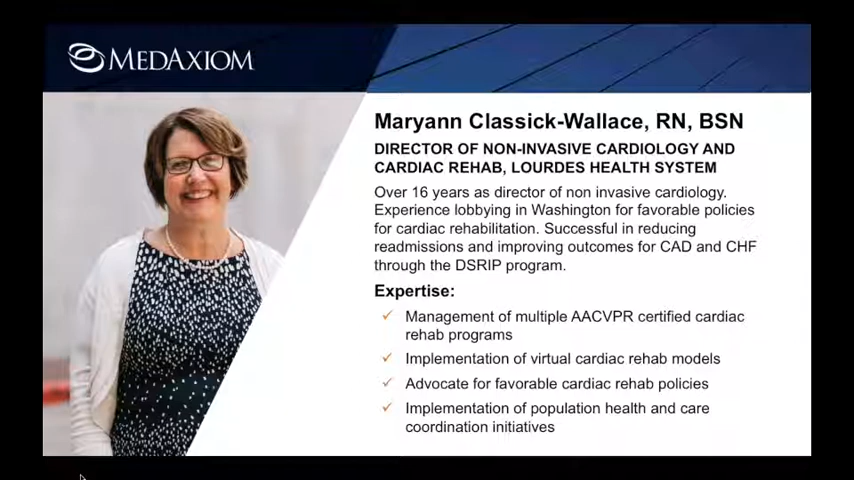 MEDAXIOM
Maryann Classick-Wallace, RN, BSN
DIRECTOR OF NON-INVASIVE CARDIOLOGY AND
CARDIAC REHAB, LOURDES HEALTH SYSTEM
Over 16 years as director of non invasive cardiology.
Experience lobbying in Washington for favorable policies
for cardiac rehabilitation. Successful in reducing
readmissions and improving outcomes for CAD and CHF
through the DSRIP program.
Expertise:
Management of multiple AACVPR certified cardiac
rehab programs
Implementation of virtual cardiac rehab models
Advocate for favorable cardiac rehab policies
Implementation of population health and care
coordination initiatives